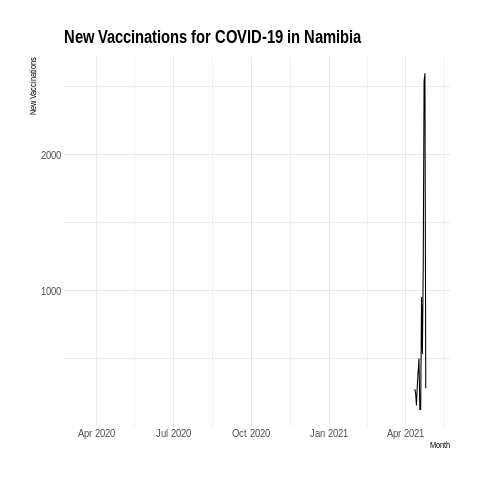 New Vaccinations for COVID-19 in Namibia
New Vaccinations
2000
1000
Apr 2020 Jul 2020 Oct 2020 Jan 2021 Apr 2021
Month